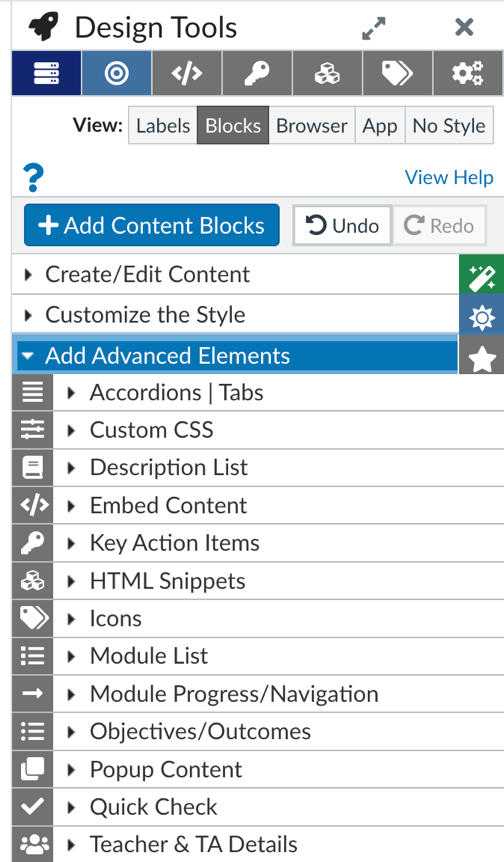 Design Tools
View: Labels Blocks Browser App No Style
? View Help
+ Add Content Blocks Undo Redo
Create/Edit Content
Customize the Style
Add Advanced Elements
Accordions | Tabs
Custom CSS
Description List
</> Embed Content
Key Action Items
HTML Snippets
Icons
Module List
Module Progress/Navigation
Objectives/Outcomes
Popup Content
Quick Check
Teacher & TA Details